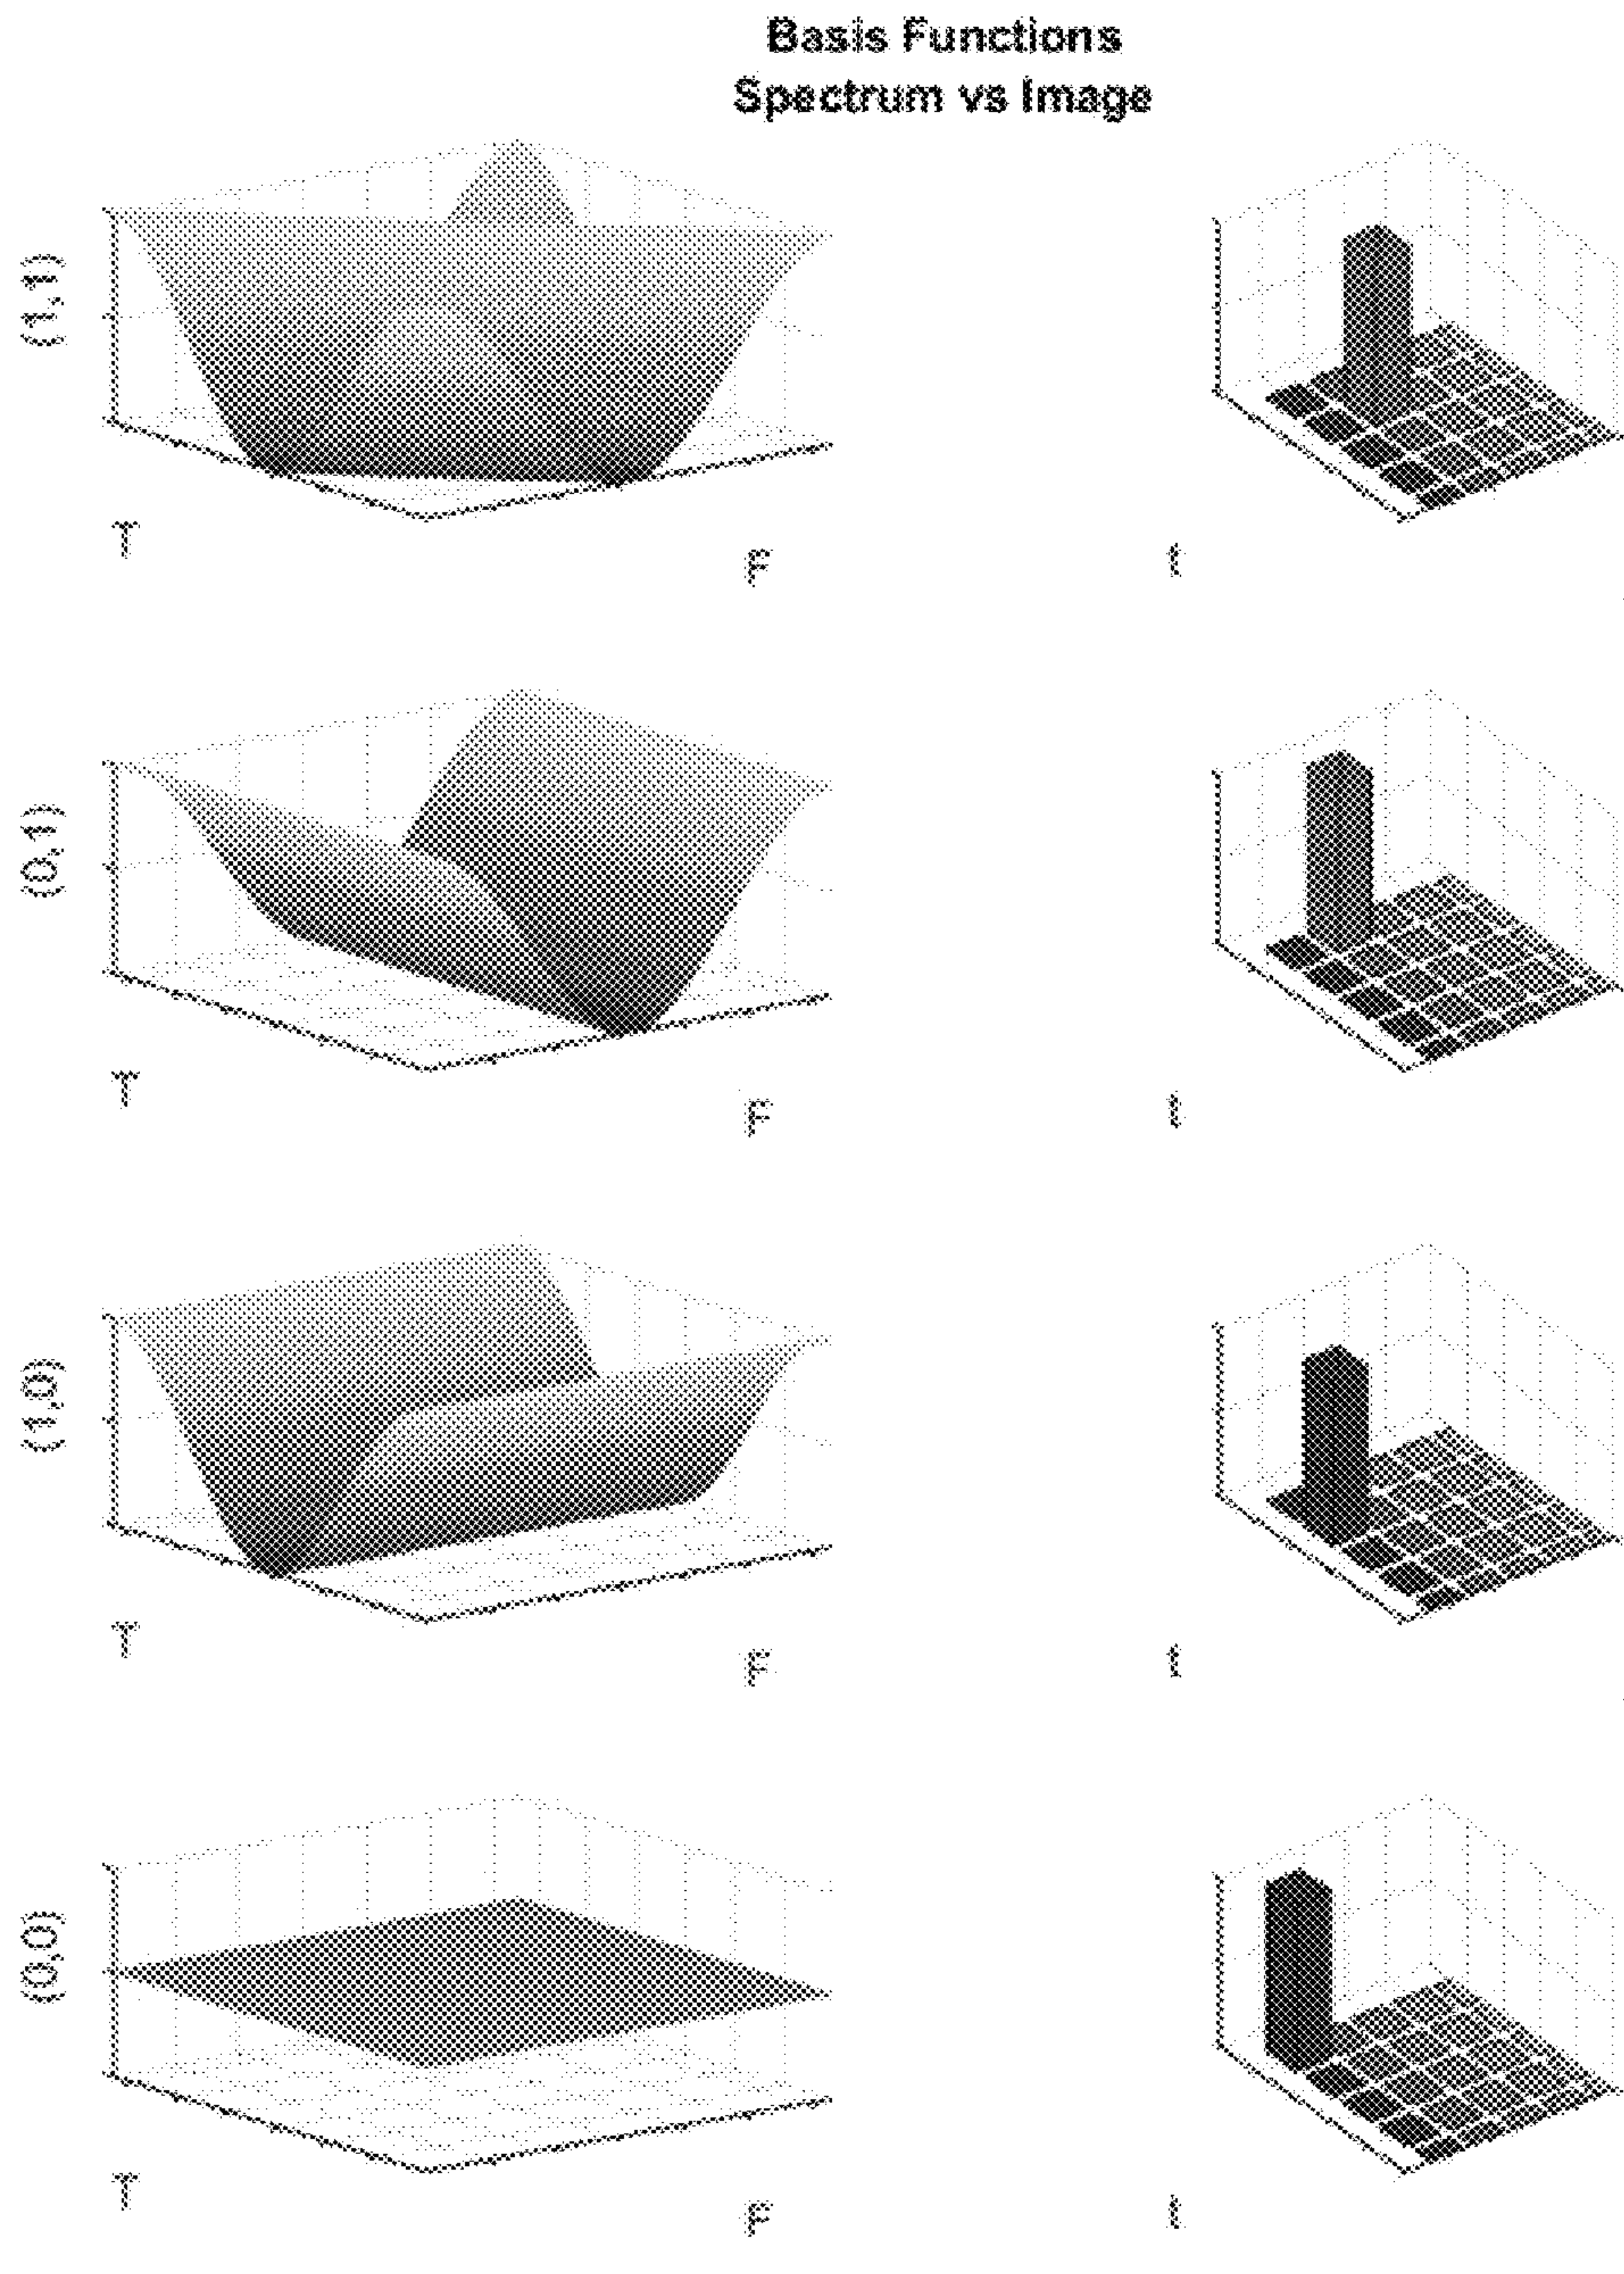 Basis Functions
Spectrum vs Image
(1,1)
T
F
t
(0,1)
T
F
t
(1,0)
T
F
t
(0,0)
T
F
t